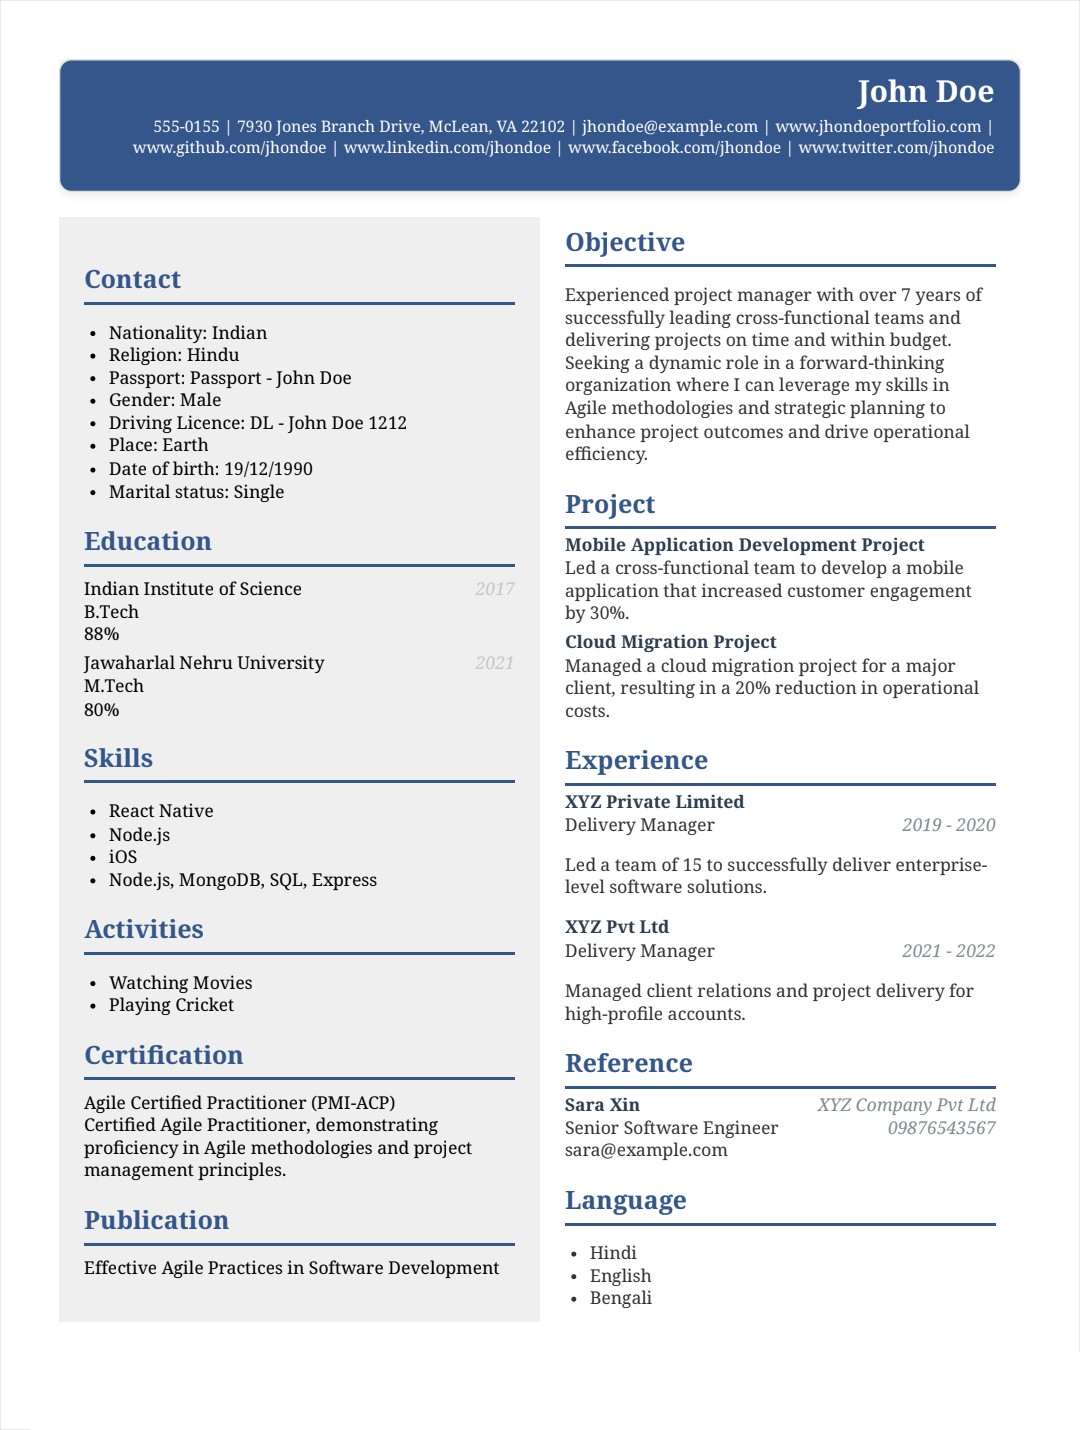 John Doe
555-0155 | 7930 Jones Branch Drive, McLean, VA 22102 | jhondoe@example.com | www.jhondoeportfolio.com |
www.github.com/jhondoe | www.linkedin.com/jhondoe | www.facebook.com/jhondoe | www.twitter.com/jhondoe
Contact
• Nationality: Indian
• Religion: Hindu
• Passport: Passport - John Doe
• Gender: Male
• Driving Licence: DL - John Doe 1212
• Place: Earth
• Date of birth: 19/12/1990
• Marital status: Single
Education
Indian Institute of Science 2017
B.Tech
88%
Jawaharlal Nehru University 2021
M.Tech
80%
Skills
• React Native
• Node.js
• iOS
• Node.js, MongoDB, SQL, Express
Activities
• Watching Movies
• Playing Cricket
Certification
Agile Certified Practitioner (PMI-ACP)
Certified Agile Practitioner, demonstrating
proficiency in Agile methodologies and project
management principles.
Publication
Effective Agile Practices in Software Development
Objective
Experienced project manager with over 7 years of
successfully leading cross-functional teams and
delivering projects on time and within budget.
Seeking a dynamic role in a forward-thinking
organization where I can leverage my skills in
Agile methodologies and strategic planning to
enhance project outcomes and drive operational
efficiency.
Project
Mobile Application Development Project
Led a cross-functional team to develop a mobile
application that increased customer engagement
by 30%.
Cloud Migration Project
Managed a cloud migration project for a major
client, resulting in a 20% reduction in operational
costs.
Experience
XYZ Private Limited
Delivery Manager 2019 - 2020
Led a team of 15 to successfully deliver enterprise-
level software solutions.
XYZ Pvt Ltd
Delivery Manager 2021 - 2022
Managed client relations and project delivery for
high-profile accounts.
Reference
Sara Xin XYZ Company Pvt Ltd
Senior Software Engineer 09876543567
sara@example.com
Language
• Hindi
• English
• Bengali